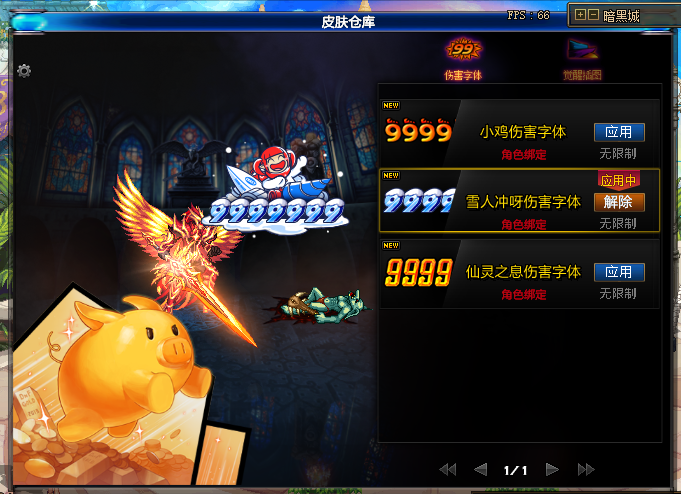 皮肤仓库
FPS : 66
暗黑城
99
伤害字体
觉醒插图
NEW
9999
小鸡伤害字体
应用
角色绑定
无限制
NEW
9999
雪人冲呀伤害字体
应用中
解除
角色绑定
无限制
NEW
9999
仙灵之息伤害字体
应用
角色绑定
无限制
9999999
1/1